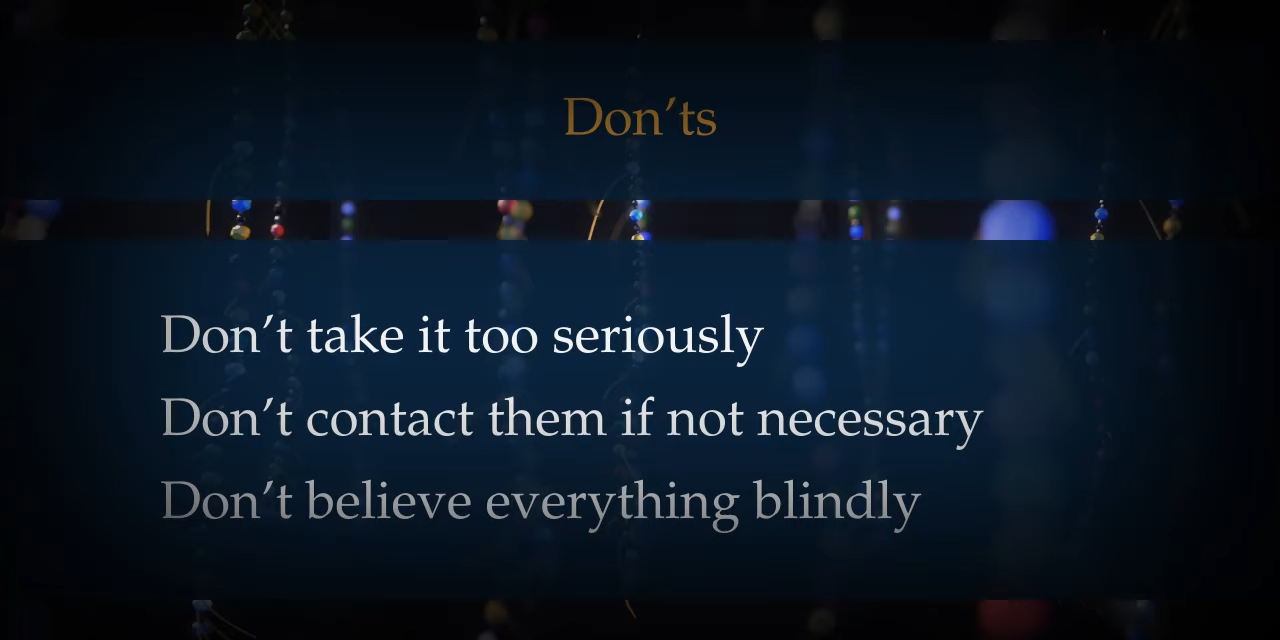 Don’ts
Don’t take it too seriously
Don’t contact them if not necessary
Don’t believe everything blindly